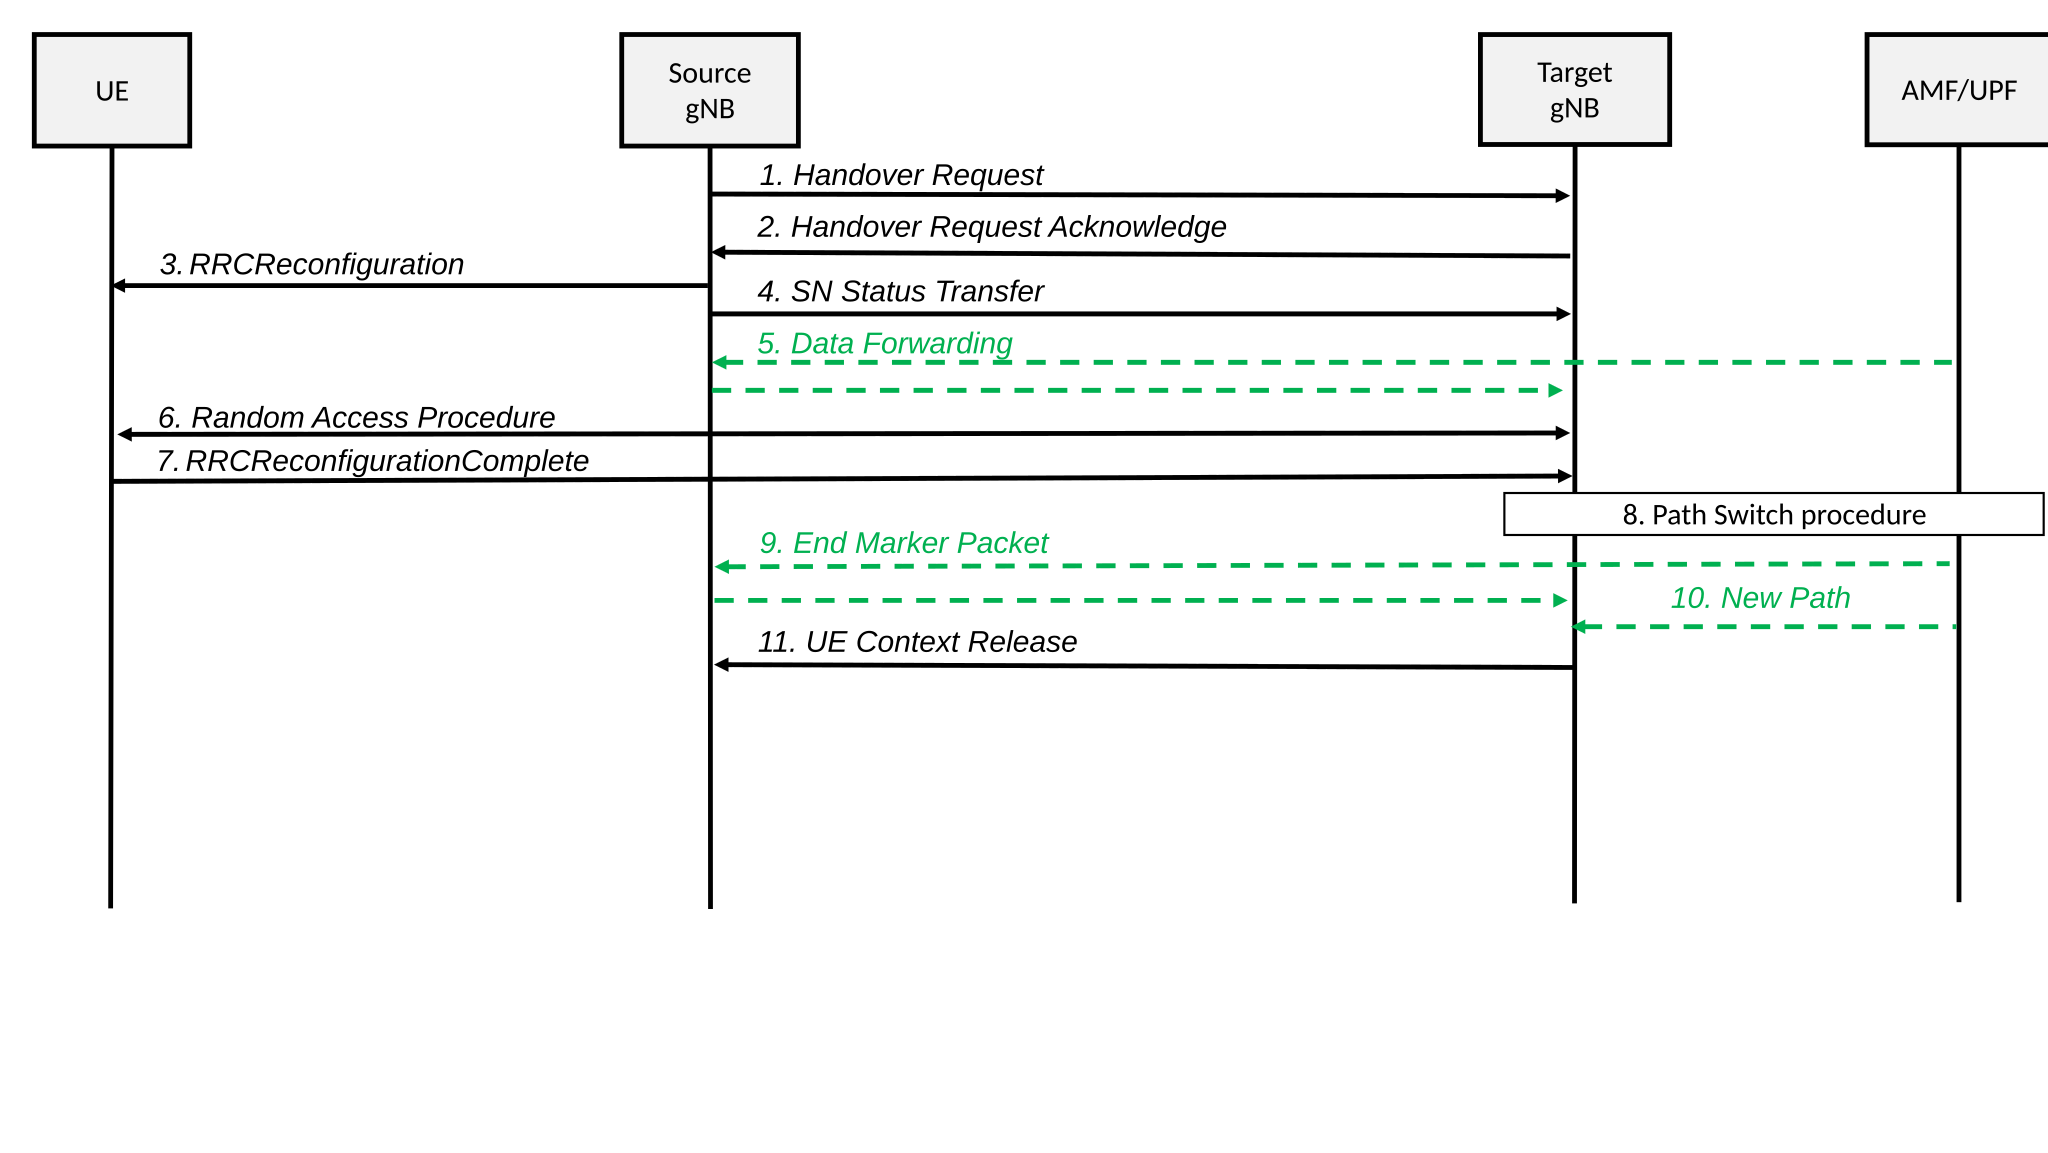 UE
Source
gNB
Target
gNB
AMF/UPF
1. Handover Request
2. Handover Request Acknowledge
3. RRCReconfiguration
4. SN Status Transfer
5. Data Forwarding
6. Random Access Procedure
7. RRCReconfigurationComplete
8. Path Switch procedure
9. End Marker Packet
10. New Path
11. UE Context Release